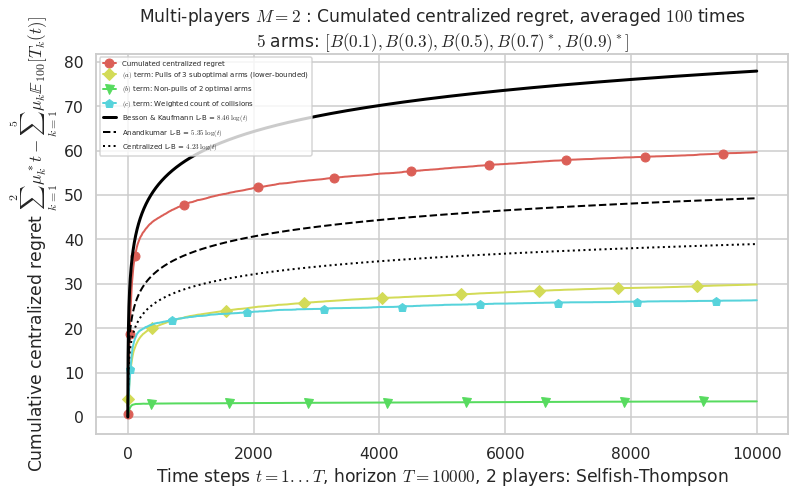 Multi-players M = 2 : Cumulated centralized regret, averaged 100 times
5 arms: [B(0.1), B(0.3), B(0.5), B(0.7)*, B(0.9)*]
Cumulative centralized regret \sum_{k=1}^{2} \mu_k^* t − \sum_{k=1}^{5} \mu_k 𝔼_{100}[T_k(t)]
80
70
60
50
40
30
20
10
0
Cumulated centralized regret
(a) term: Pulls of 3 suboptimal arms (lower-bounded)
(b) term: Non-pulls of 2 optimal arms
(c) term: Weighted count of collisions
Besson & Kaufmann L-B = 8.46 log(t)
Anandkumar L-B = 5.35 log(t)
Centralized L-B = 4.23 log(t)
0 2000 4000 6000 8000 10000
Time steps t = 1...T, horizon T = 10000, 2 players: Selfish-Thompson